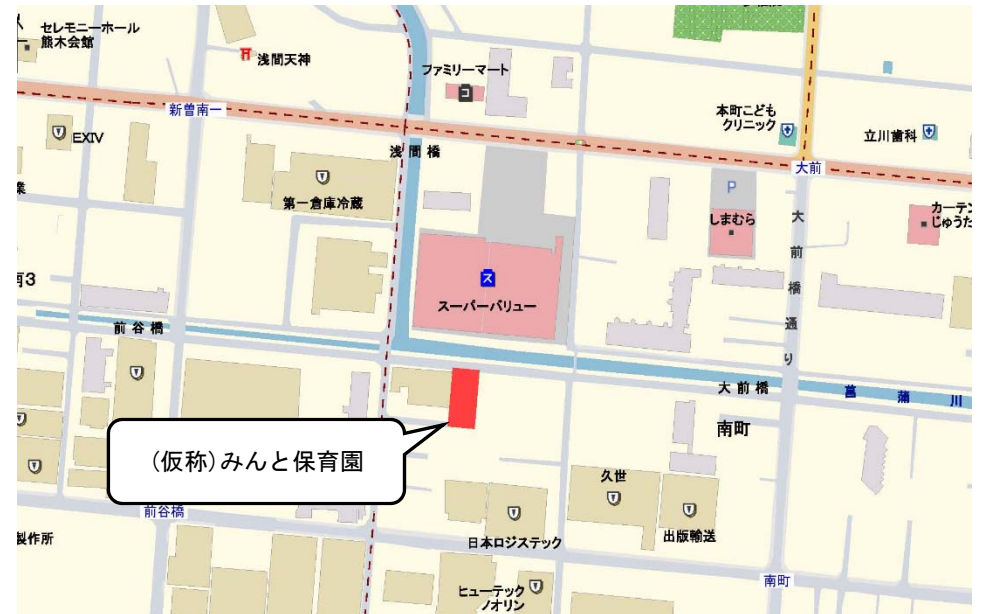 セレモニーホール
熊木会館
浅間天神
ファミリーマート
コ
新曽南一
EXIV
本町こども
クリニック
立川歯科
浅間橋
大前
業
第一倉庫冷蔵
P
しまむら
カーテン
じゅうた
大前橋通り
南3
ス
スーパーバリュー
前谷橋
大前橋
菖蒲川
南町
(仮称)みんと保育園
久世
前谷橋
製作所
日本ロジステック
出版輸送
南町
ヒューテック
ノオリン